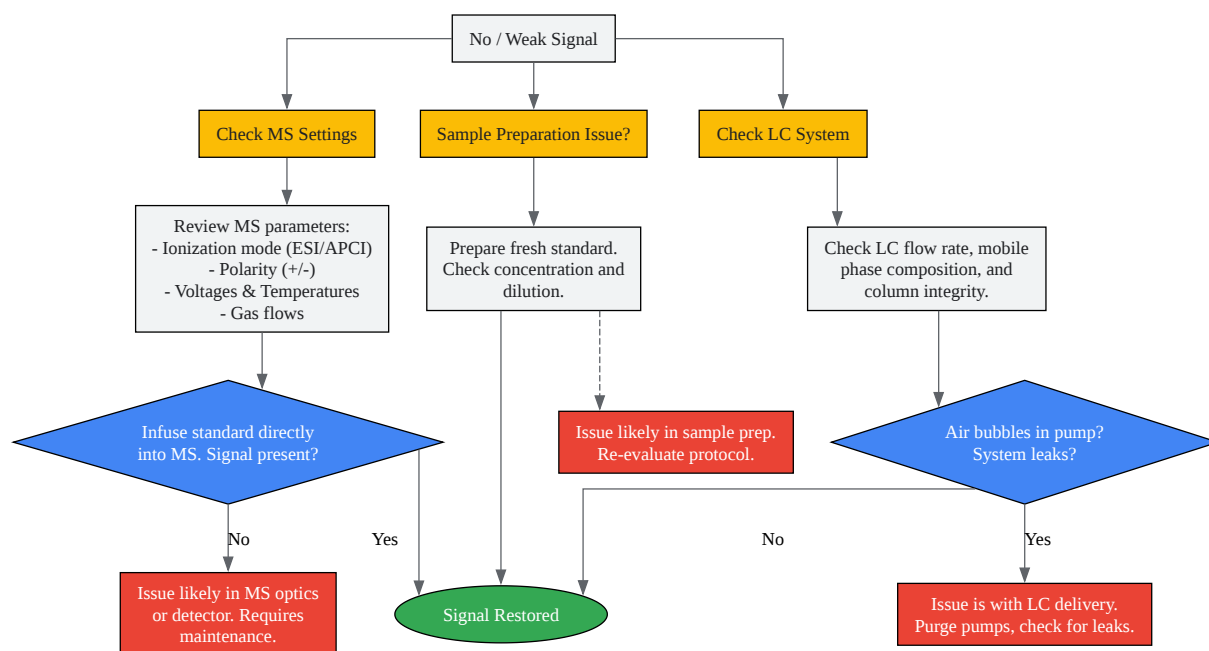 No / Weak Signal
Check MS Settings
Sample Preparation Issue?
Check LC System
Review MS parameters:
- Ionization mode (ESI/APCI)
- Polarity (+/-)
- Voltages & Temperatures
- Gas flows
Prepare fresh standard.
Check concentration and
dilution.
Check LC flow rate, mobile
phase composition, and
column integrity.
Infuse standard directly
into MS. Signal present?
Issue likely in sample prep.
Re-evaluate protocol.
Air bubbles in pump?
System leaks?
No
Yes
No
Yes
Issue likely in MS optics
or detector. Requires
maintenance.
Signal Restored
Issue is with LC delivery.
Purge pumps, check for leaks.